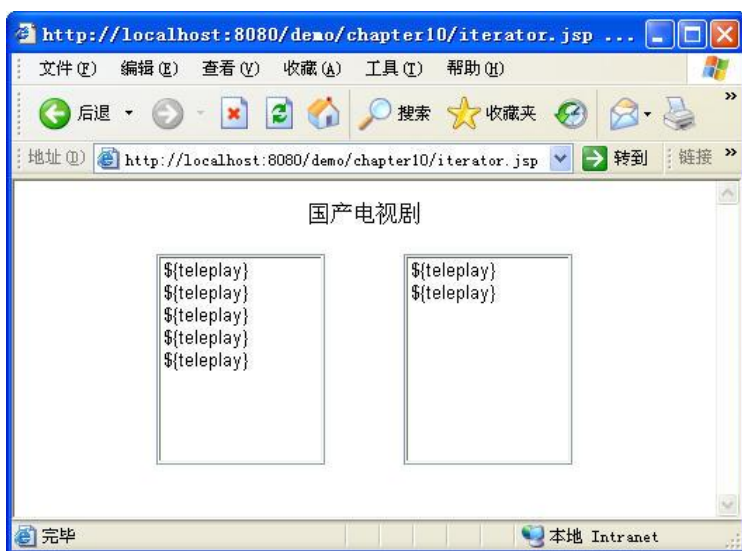 http://localhost:8080/demo/chapter10/iterator.jsp ...
文件(F) 编辑(E) 查看(V) 收藏(A) 工具(T) 帮助(H)
后退 搜索 收藏夹 »
地址(D) http://localhost:8080/demo/chapter10/iterator.jsp 转到 链接 »
国产电视剧
${teleplay}
${teleplay}
${teleplay}
${teleplay}
${teleplay}
${teleplay}
${teleplay}
完毕 本地 Intranet